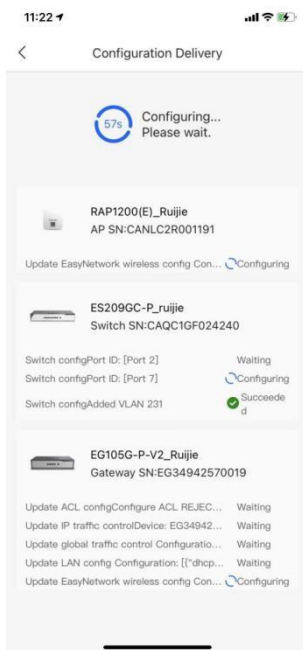 11:22
Configuration Delivery
57s
Configuring...
Please wait.
RAP1200(E)_Ruijie
AP SN:CANLC2R001191
Update EasyNetwork wireless config Con... Configuring
ES209GC-P_ruijie
Switch SN:CAQC1GF024240
Switch configPort ID: [Port 2] Waiting
Switch configPort ID: [Port 7] Configuring
Switch configAdded VLAN 231 Succeede
d
EG105G-P-V2_Ruijie
Gateway SN:EG34942570019
Update ACL configConfigure ACL REJEC... Waiting
Update IP traffic controlDevice: EG34942... Waiting
Update global traffic control Configuratio... Waiting
Update LAN config Configuration: [{"dhcp... Waiting
Update EasyNetwork wireless config Con... Configuring